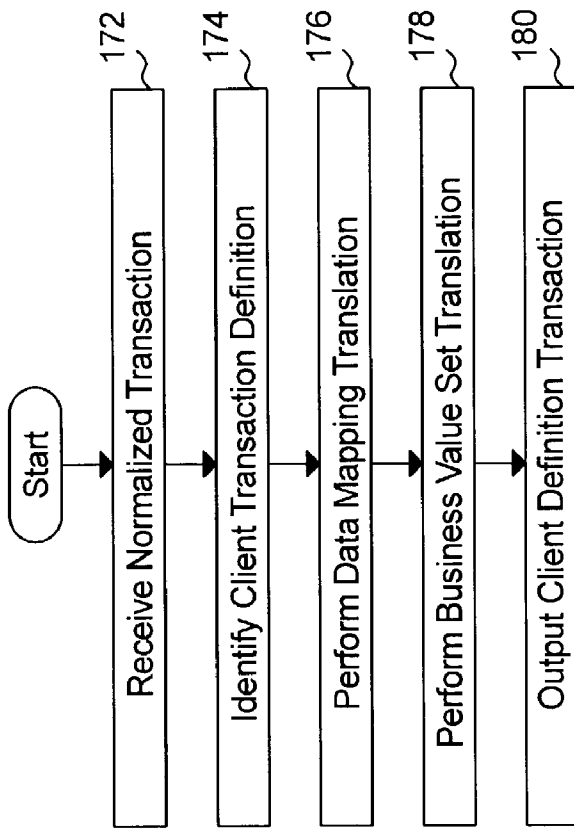 Start
Receive Normalized Transaction
172
Identify Client Transaction Definition
174
Perform Data Mapping Translation
176
Perform Business Value Set Translation
178
Output Client Definition Transaction
180